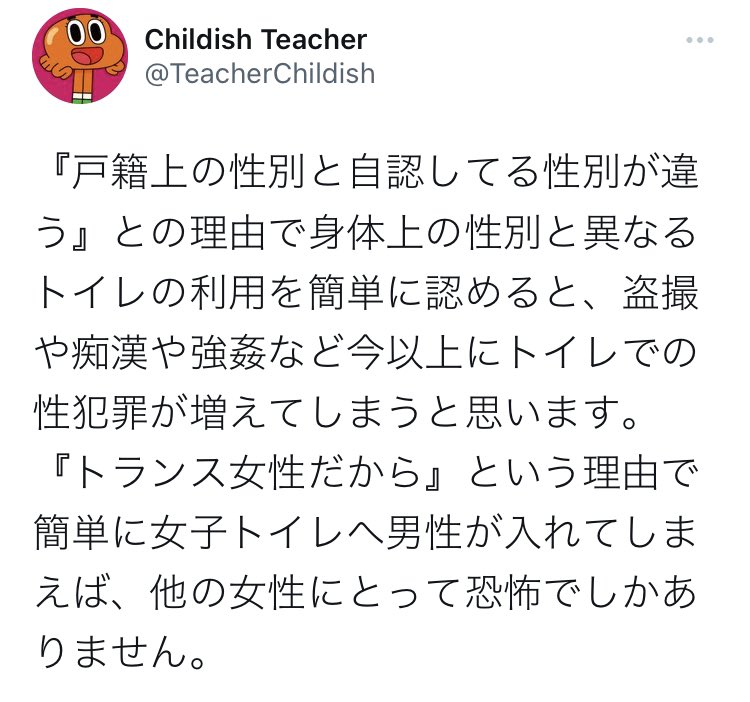 Childish Teacher
@TeacherChildish
『戸籍上の性別と自認してる性別が違
う』との理由で身体上の性別と異なる
トイレの利用を簡単に認めると、盗撮
や痴漢や強姦など今以上にトイレでの
性犯罪が増えてしまうと思います。
『トランス女性だから』という理由で
簡単に女子トイレへ男性が入れてしま
えば、他の女性にとって恐怖でしかあ
りません。